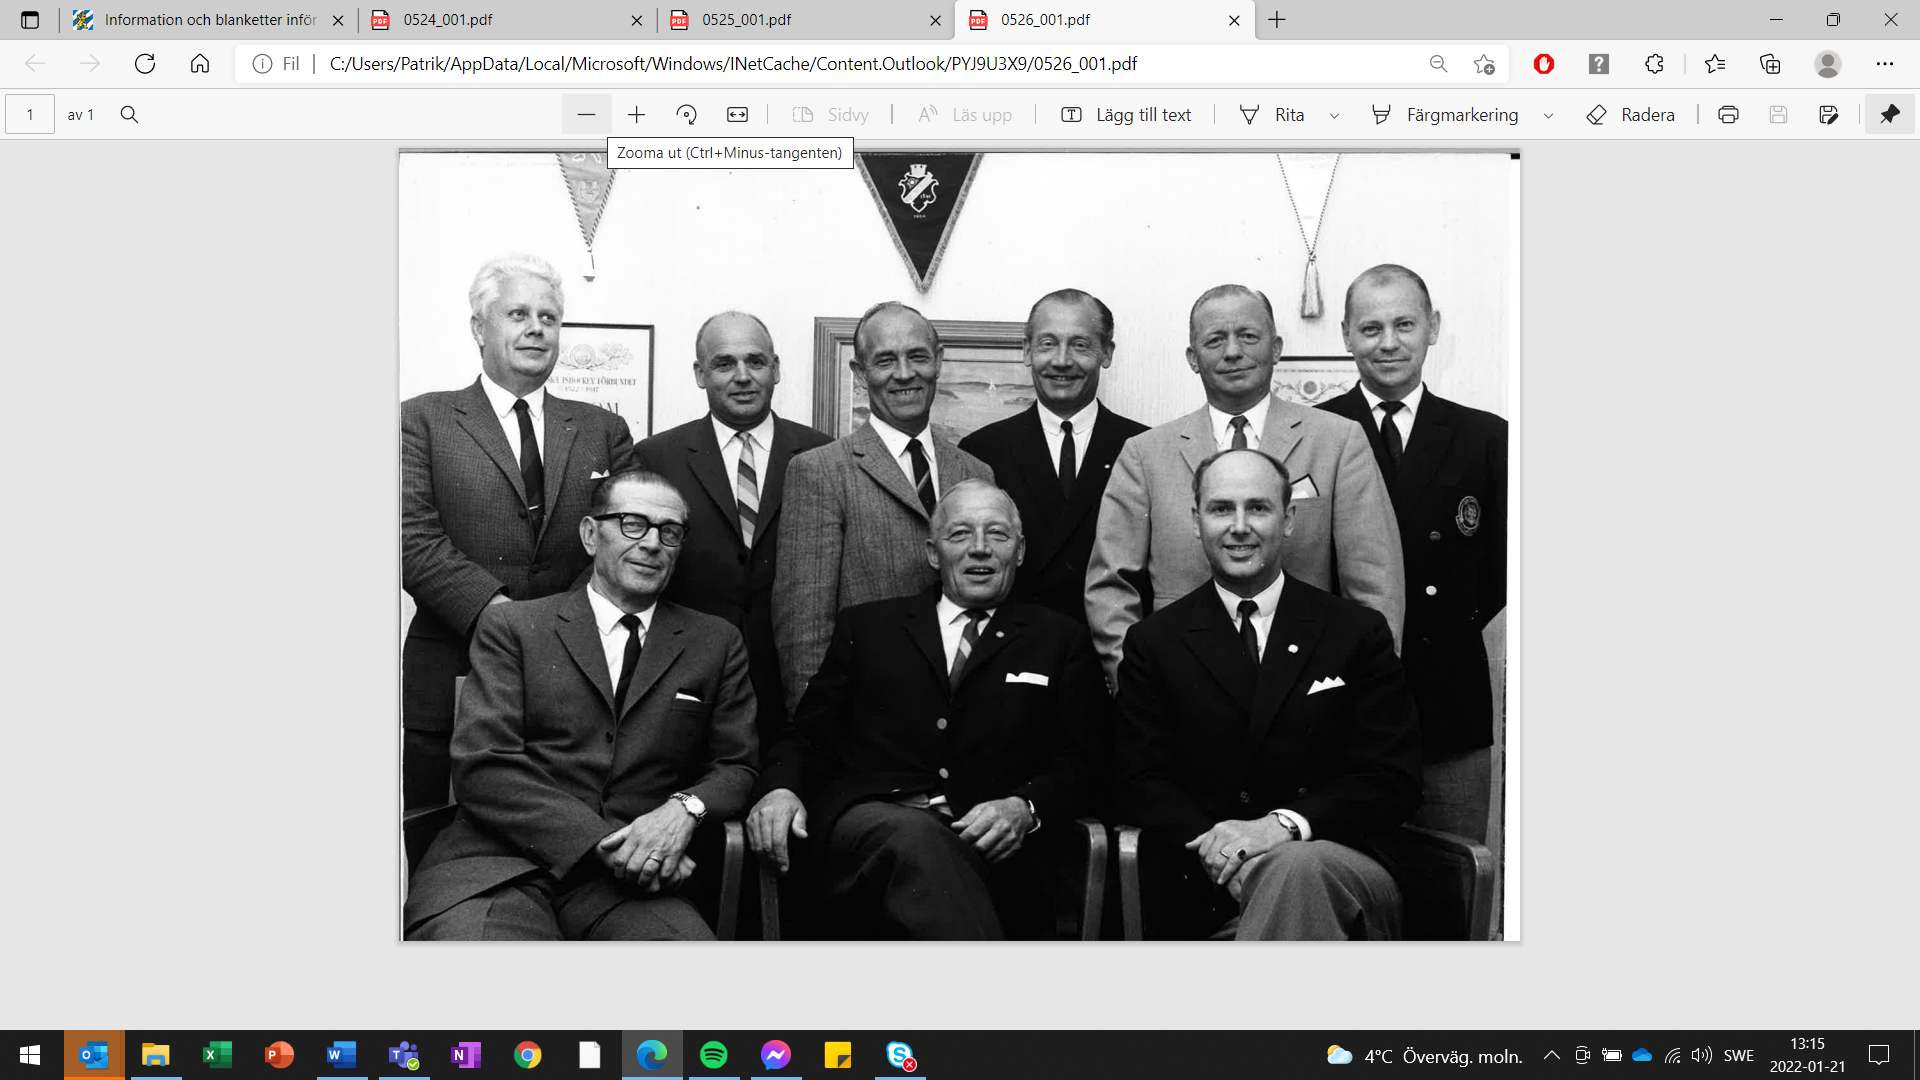 Information och blanketter inför
0524_001.pdf
0525_001.pdf
0526_001.pdf
Fil
C:/Users/Patrik/AppData/Local/Microsoft/Windows/INetCache/Content.Outlook/PYJ9U3X9/0526_001.pdf
1
av 1
Sidvy
Läs upp
Lägg till text
Rita
Färgmarkering
Radera
Zooma ut (Ctrl+Minus-tangenten)
ISHOCKEY FÖRBUNDET
4°C Överväg. moln.
SWE
13:15
2022-01-21